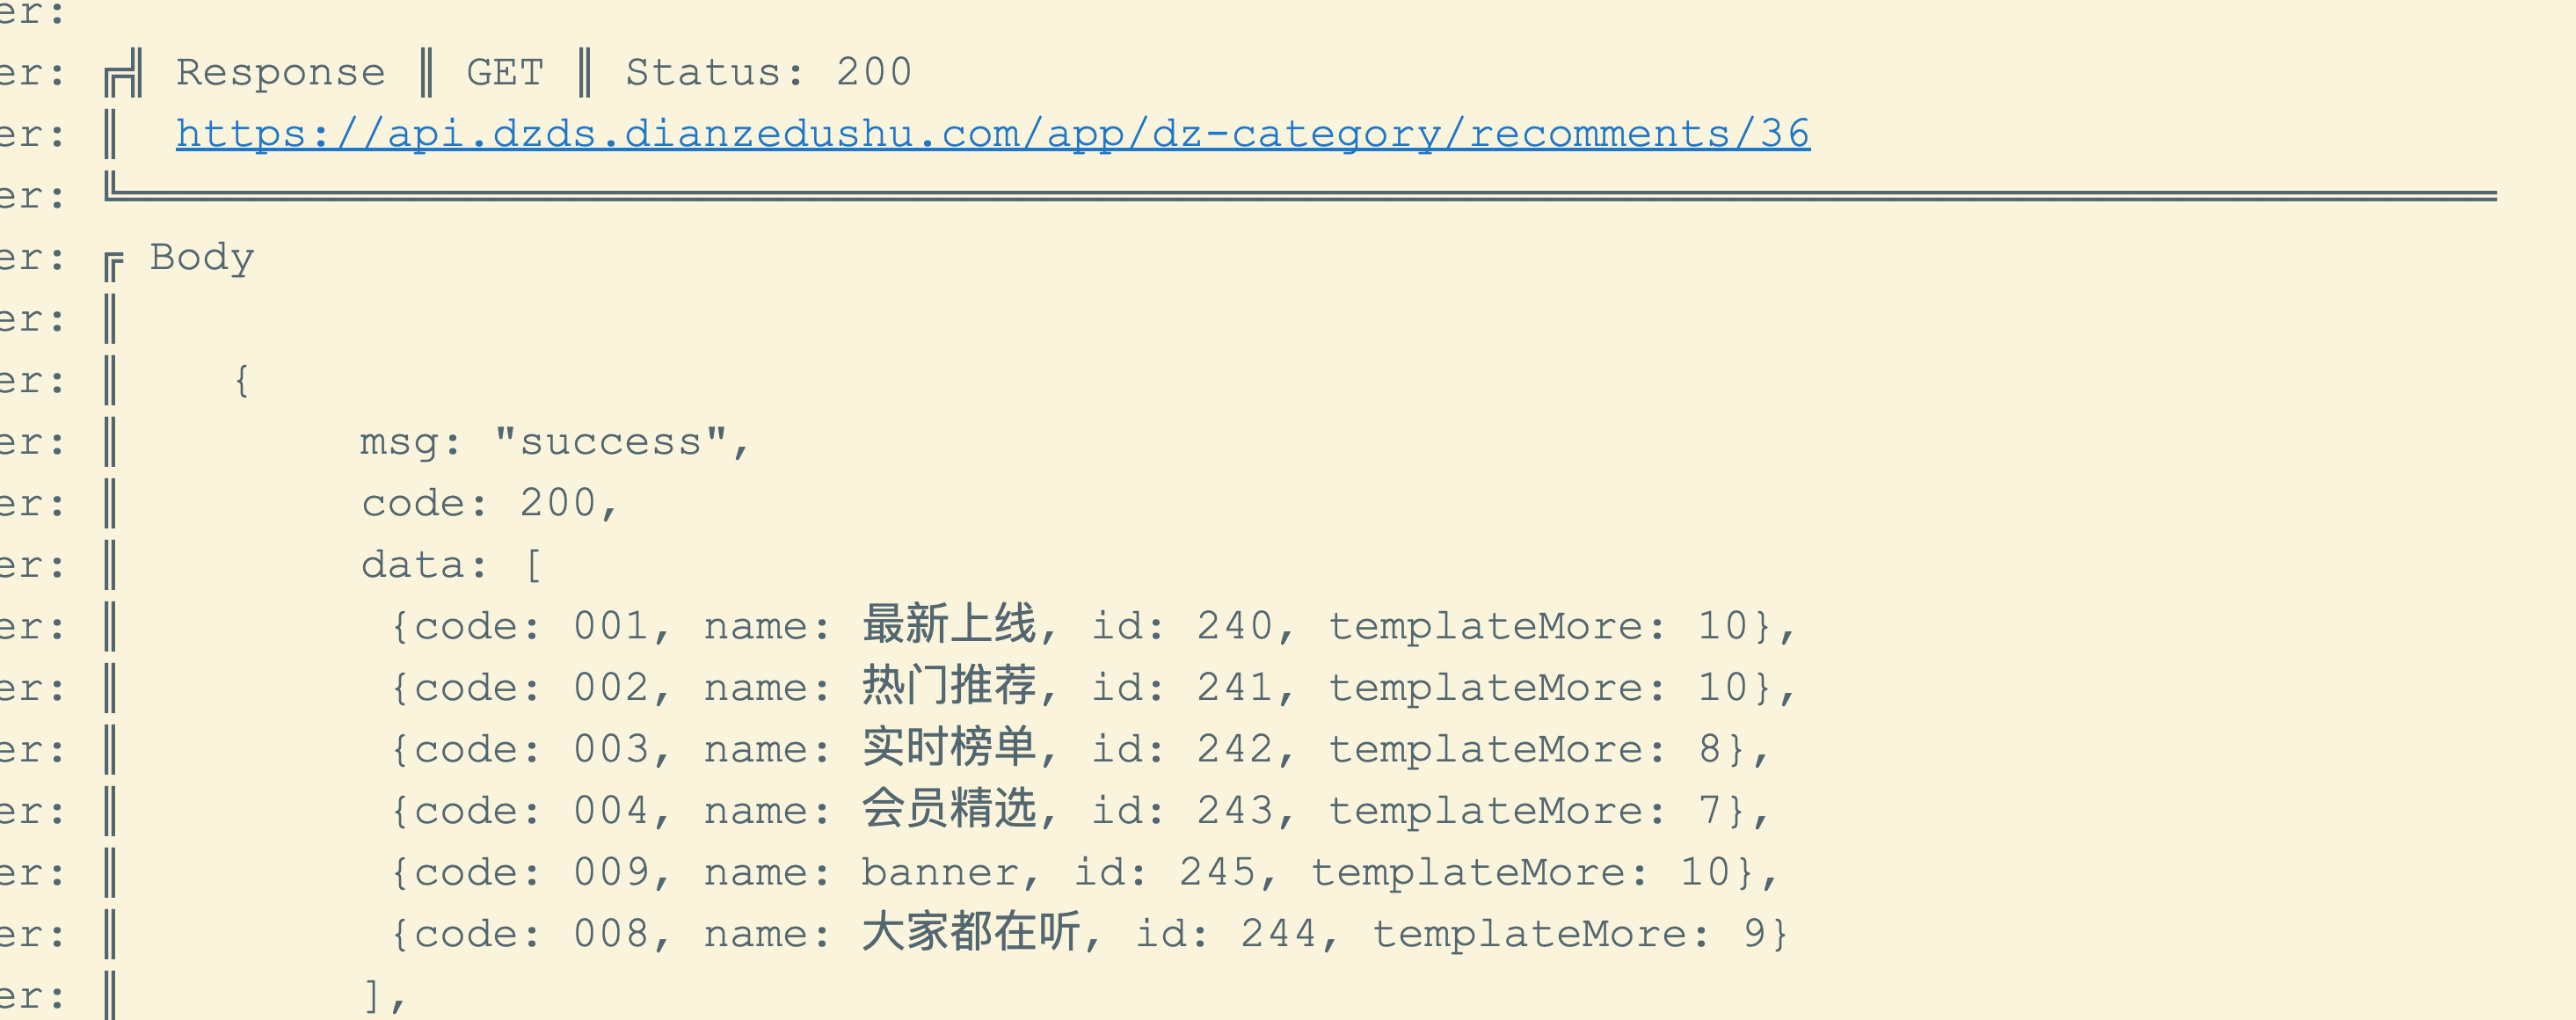 er:
er: ╔╣ Response ║ GET ║ Status: 200
er: ║  https://api.dzds.dianzedushu.com/app/dz-category/recomments/36
er: ╚══════════════════════════════════════════════════════════════════════════════════════════
er: ╔ Body
er: ║
er: ║    {
er: ║         msg: "success",
er: ║         code: 200,
er: ║         data: [
er: ║          {code: 001, name: 最新上线, id: 240, templateMore: 10},
er: ║          {code: 002, name: 热门推荐, id: 241, templateMore: 10},
er: ║          {code: 003, name: 实时榜单, id: 242, templateMore: 8},
er: ║          {code: 004, name: 会员精选, id: 243, templateMore: 7},
er: ║          {code: 009, name: banner, id: 245, templateMore: 10},
er: ║          {code: 008, name: 大家都在听, id: 244, templateMore: 9}
er: ║         ],